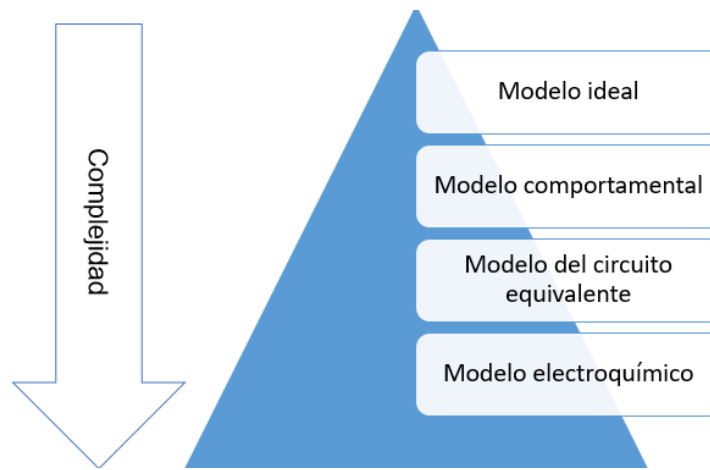 Complejidad
Modelo ideal
Modelo comportamental
Modelo del circuito
equivalente
Modelo electroquímico